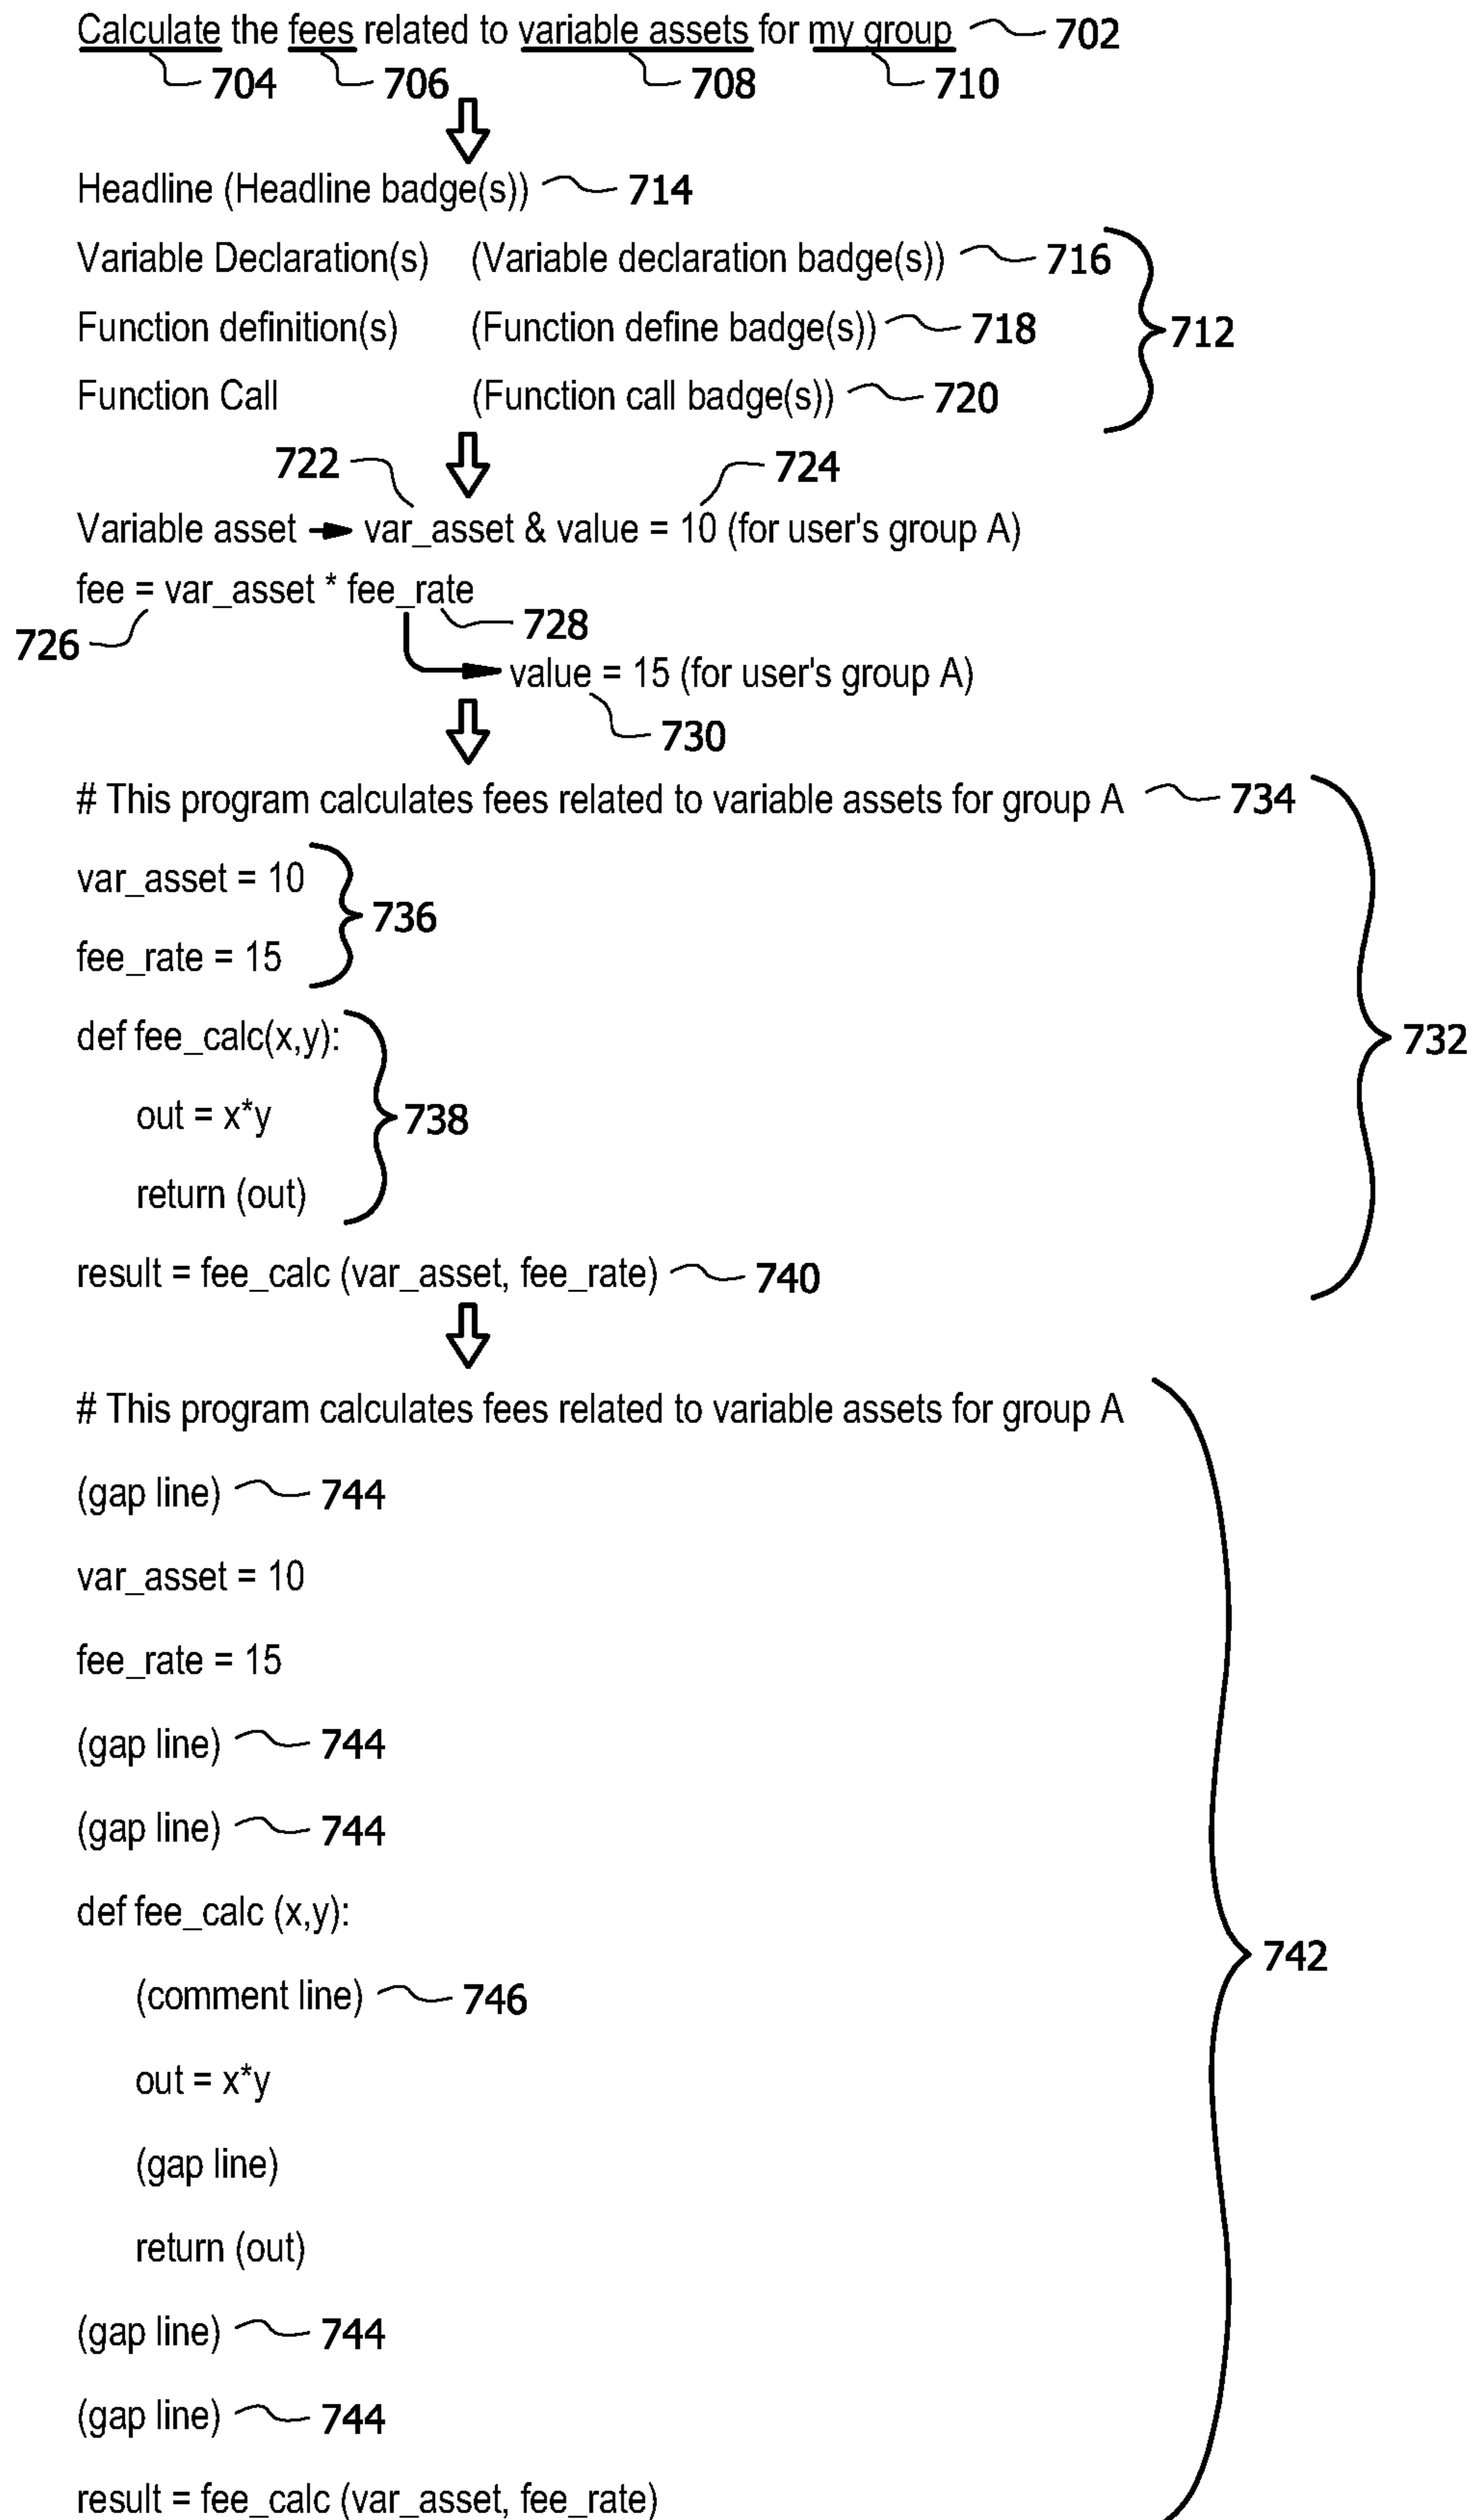 Calculate the fees related to variable assets for my group 702
704 706 708 710
Headline (Headline badge(s)) 714
Variable Declaration(s) (Variable declaration badge(s)) 716
Function definition(s) (Function define badge(s)) 718
712
Function Call (Function call badge(s)) 720
722 724
Variable asset → var_asset & value = 10 (for user's group A)
fee = var_asset * fee_rate
726 728
value = 15 (for user's group A)
730
# This program calculates fees related to variable assets for group A 734
var_asset = 10
736
fee_rate = 15
def fee_calc(x,y):
732
out = x*y
738
return (out)
result = fee_calc (var_asset, fee_rate) 740
# This program calculates fees related to variable assets for group A
(gap line) 744
var_asset = 10
fee_rate = 15
(gap line) 744
(gap line) 744
def fee_calc (x,y):
742
(comment line) 746
out = x*y
(gap line)
return (out)
(gap line) 744
(gap line) 744
result = fee_calc (var_asset, fee_rate)